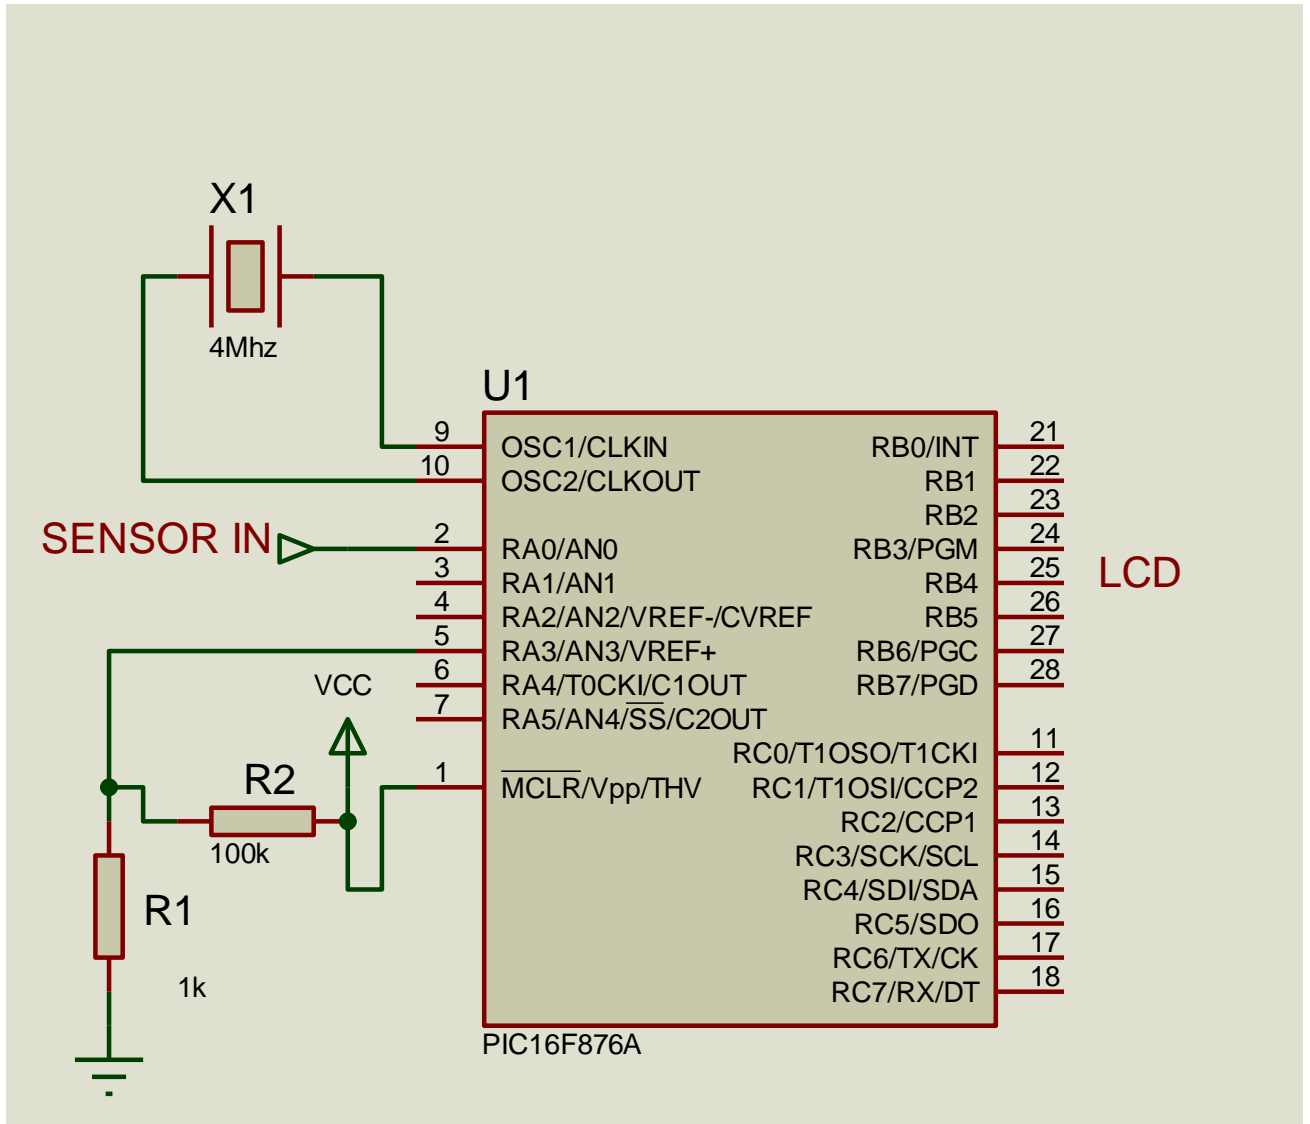 X1
4Mhz
U1
9
OSC1/CLKIN
10
OSC2/CLKOUT
SENSOR IN
2
RA0/AN0
3
RA1/AN1
4
RA2/AN2/VREF-/CVREF
5
RA3/AN3/VREF+
6
RA4/T0CKI/C1OUT
7
RA5/AN4/SS/C2OUT
1
MCLR/Vpp/THV
RB0/INT
21
RB1
22
RB2
23
RB3/PGM
24
RB4
25
RB5
26
RB6/PGC
27
RB7/PGD
28
LCD
RC0/T1OSO/T1CKI
11
RC1/T1OSI/CCP2
12
RC2/CCP1
13
RC3/SCK/SCL
14
RC4/SDI/SDA
15
RC5/SDO
16
RC6/TX/CK
17
RC7/RX/DT
18
VCC
R2
100k
R1
1k
PIC16F876A